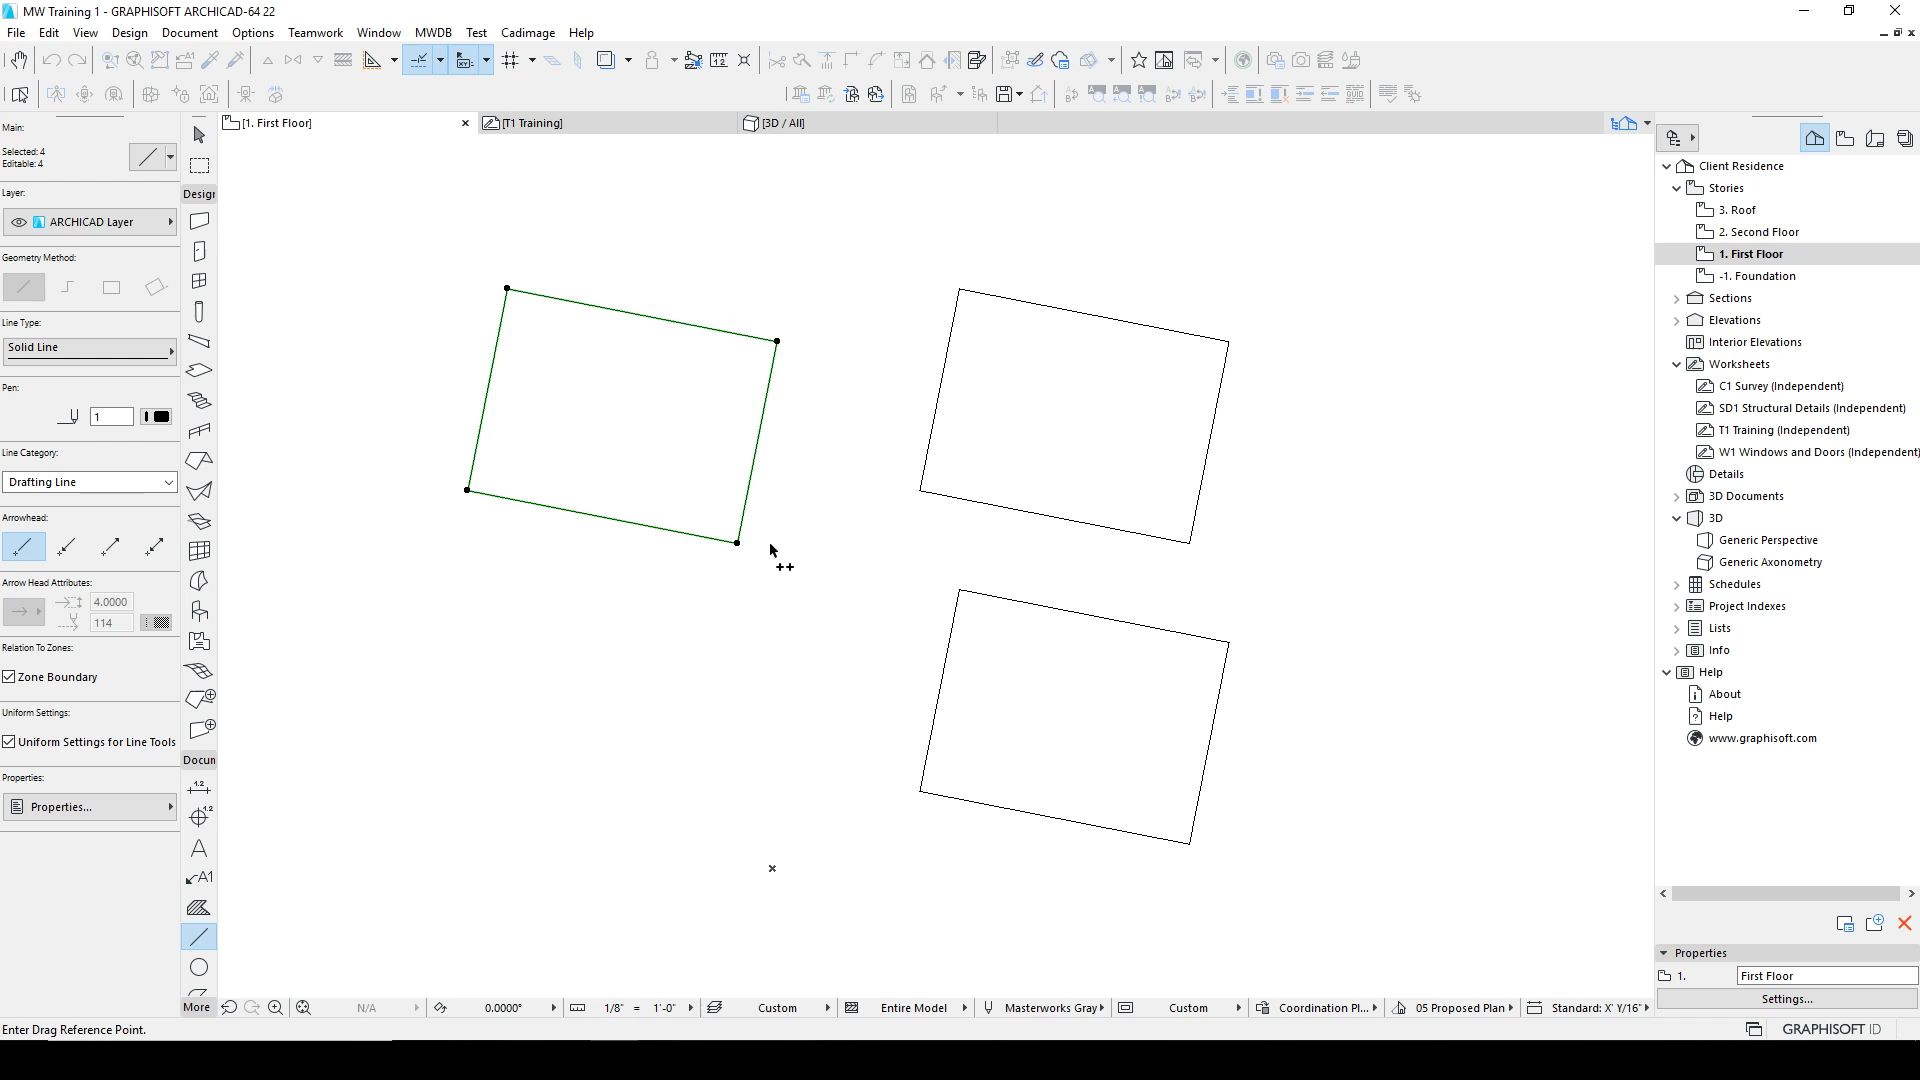 MW Training 1 - GRAPHISOFT ARCHICAD-64 22
File Edit View Design Document Options Teamwork Window MWDB Test Cadimage Help
[1. First Floor]
[T1 Training]
[3D / All]
Main:
Selected: 4
Editable: 4
Layer:
ARCHICAD Layer
Geometry Method:
Line Type:
Solid Line
Pen:
1
Line Category:
Drafting Line
Arrowhead:
Arrow Head Attributes:
4.0000
114
Relation To Zones:
Zone Boundary
Uniform Settings:
Uniform Settings for Line Tools
Properties:
Properties...
Design
Docum
More
Client Residence
Stories
3. Roof
2. Second Floor
1. First Floor
-1. Foundation
Sections
Elevations
Interior Elevations
Worksheets
C1 Survey (Independent)
SD1 Structural Details (Independent)
T1 Training (Independent)
W1 Windows and Doors (Independent)
Details
3D Documents
3D
Generic Perspective
Generic Axonometry
Schedules
Project Indexes
Lists
Info
Help
About
Help
www.graphisoft.com
Properties
1. First Floor
Settings...
N/A 0.0000° 1/8" = 1'-0" Custom Entire Model Masterworks Gray Custom Coordination Pl... 05 Proposed Plan Standard: X' Y/16"
Enter Drag Reference Point.
GRAPHISOFT ID